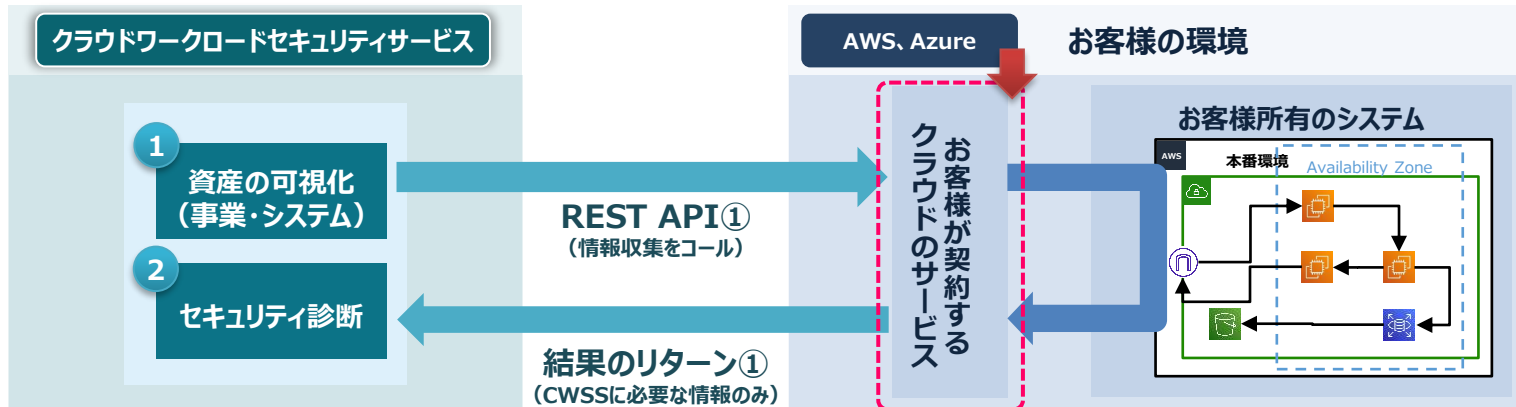 クラウドワークロードセキュリティサービス
AWS、Azure
お客様の環境
1
資産の可視化
（事業・システム）
2
セキュリティ診断
REST API①
（情報収集をコール）
結果のリターン①
（CWSSに必要な情報のみ）
お客様が契約する
クラウドのサービス
お客様所有のシステム
AWS
本番環境
Availability Zone